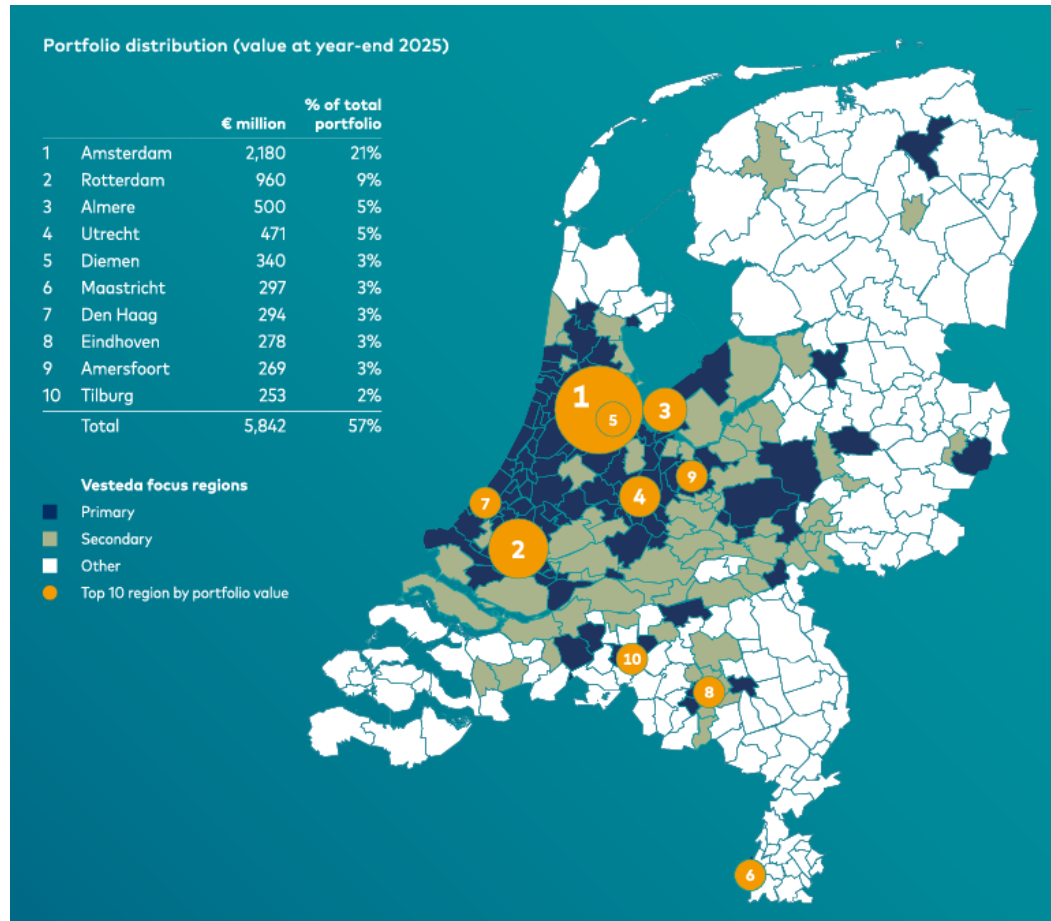 Portfolio distribution (value at year-end 2025)
€ million % of total portfolio
1 Amsterdam 2,180 21%
2 Rotterdam 960 9%
3 Almere 500 5%
4 Utrecht 471 5%
5 Diemen 340 3%
6 Maastricht 297 3%
7 Den Haag 294 3%
8 Eindhoven 278 3%
9 Amersfoort 269 3%
10 Tilburg 253 2%
Total 5,842 57%
Vesteda focus regions
Primary
Secondary
Other
Top 10 region by portfolio value
1
5
3
9
4
7
2
10
8
6